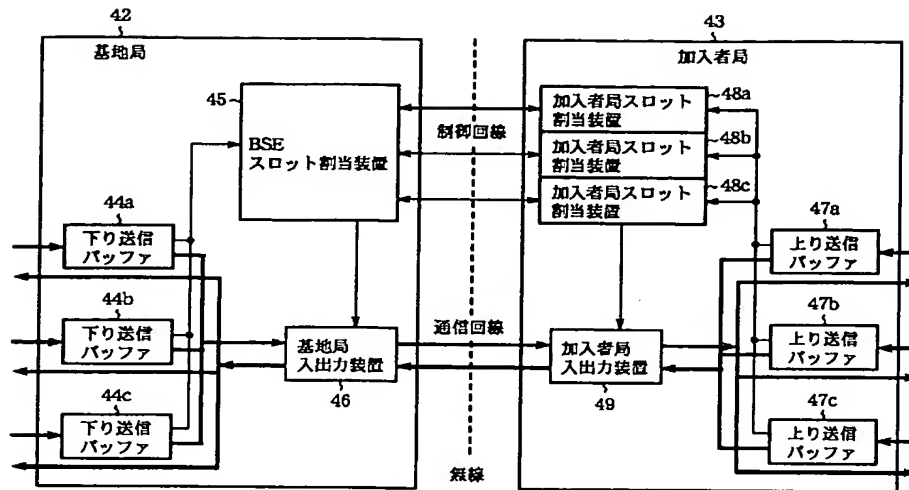 42
基地局
43
加入者局
45
BSE
スロット割当装置
制御回線
加入者局スロット
割当装置
48a
加入者局スロット
割当装置
48b
加入者局スロット
割当装置
48c
44a
下り送信
バッファ
44b
下り送信
バッファ
44c
下り送信
バッファ
基地局
入出力装置
46
通信回線
加入者局
入出力装置
49
47a
上り送信
バッファ
47b
上り送信
バッファ
47c
上り送信
バッファ
無線